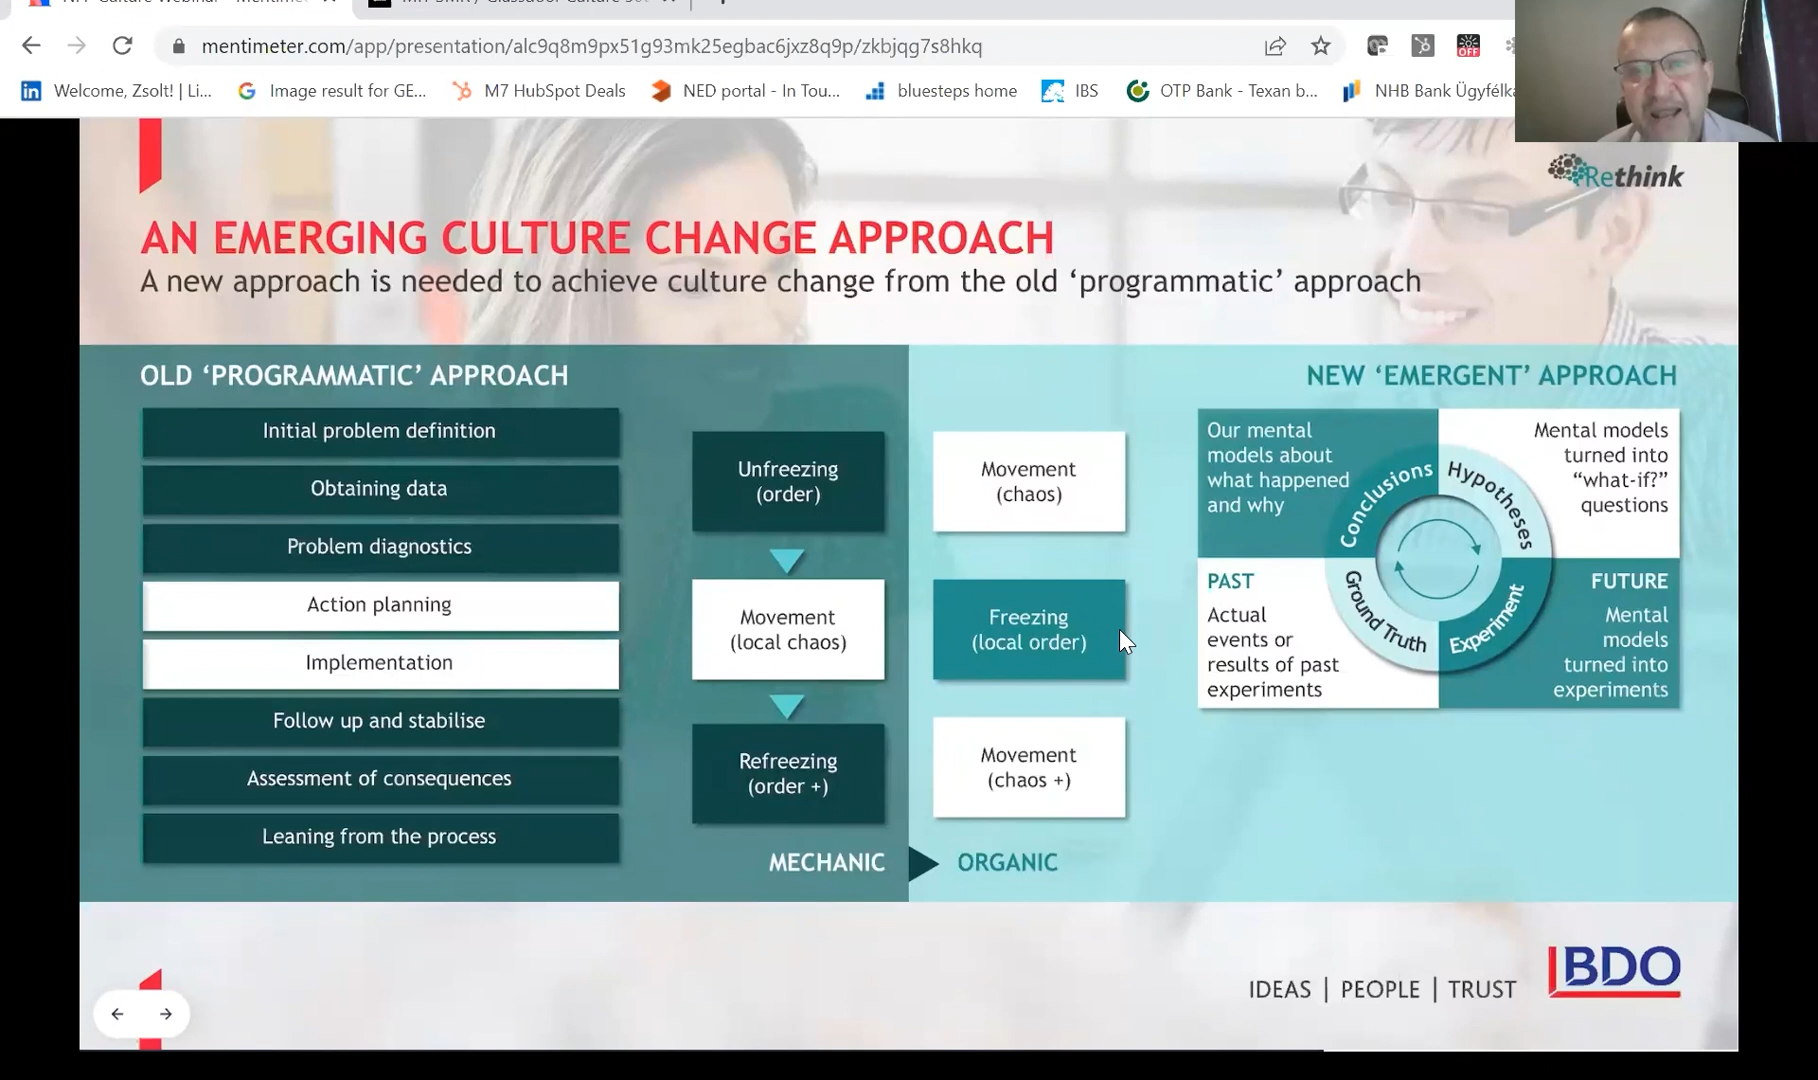 mentimeter.com/app/presentation/alc9q8m9px51g93mk25egbac6jxz8q9p/zkbjqg7s8hkq
OFF
Welcome, Zsolt! | Li...
Image result for GE...
M7 HubSpot Deals
NED portal - In Tou...
bluesteps home
IBS
OTP Bank - Texan b...
NHB Bank Ügyfélka
Rethink
AN EMERGING CULTURE CHANGE APPROACH
A new approach is needed to achieve culture change from the old ‘programmatic’ approach
OLD ‘PROGRAMMATIC’ APPROACH
Initial problem definition
Obtaining data
Problem diagnostics
Action planning
Implementation
Follow up and stabilise
Assessment of consequences
Leaning from the process
Unfreezing
(order)
Movement
(local chaos)
Refreezing
(order +)
MECHANIC
Movement
(chaos)
Freezing
(local order)
Movement
(chaos +)
ORGANIC
NEW ‘EMERGENT’ APPROACH
Our mental
models about
what happened
and why
Conclusions
Hypotheses
Mental models
turned into
“what-if?”
questions
PAST
Actual
events or
results of past
experiments
Ground Truth
Experiment
FUTURE
Mental
models
turned into
experiments
IDEAS | PEOPLE | TRUST
BDO